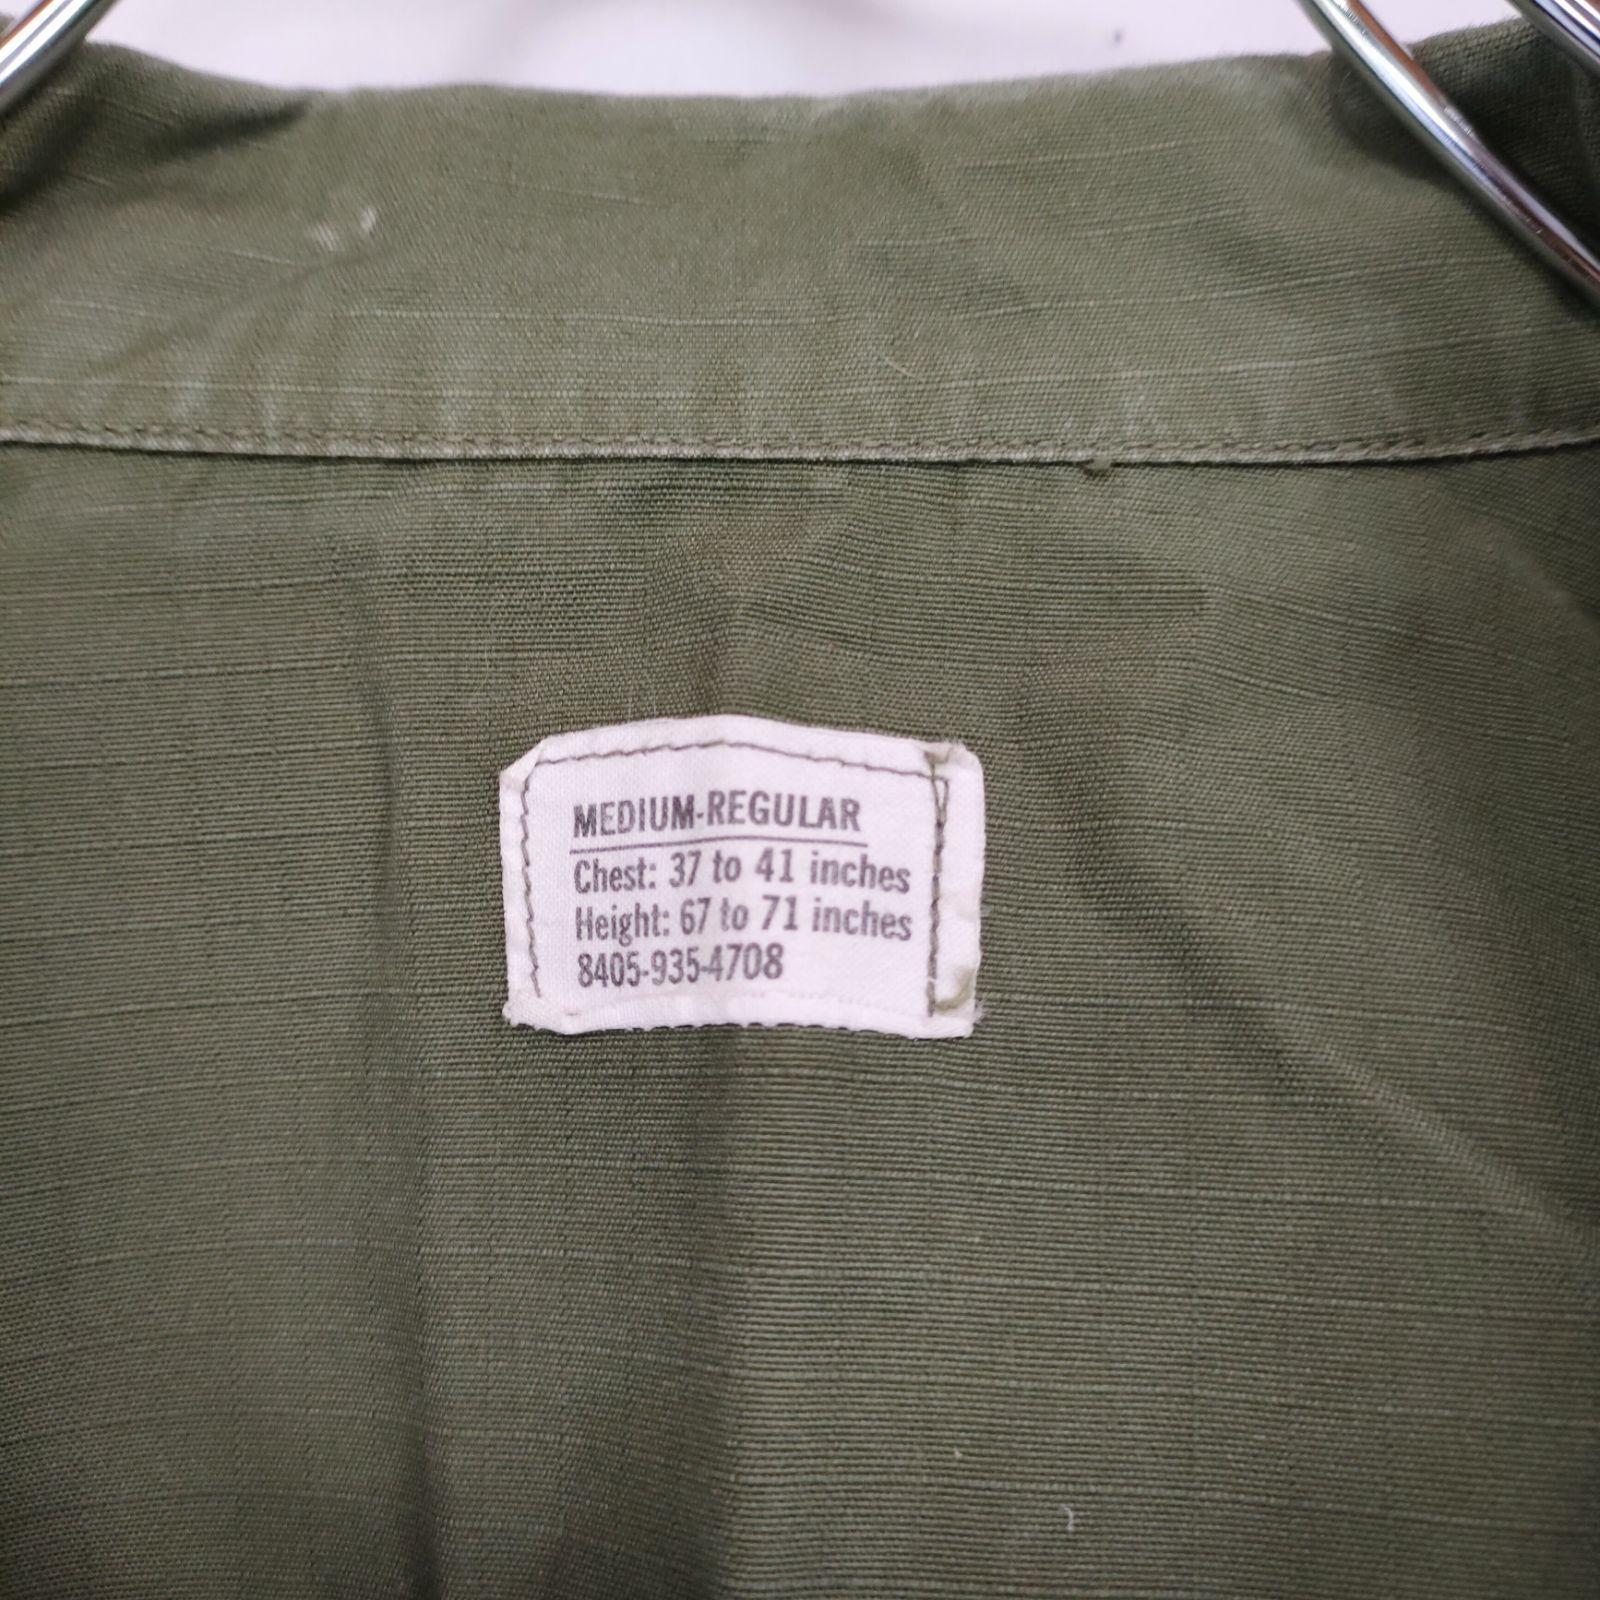 MEDIUM-REGULAR
Chest: 37 to 41 inches
Height: 67 to 71 inches
8405-935-4708